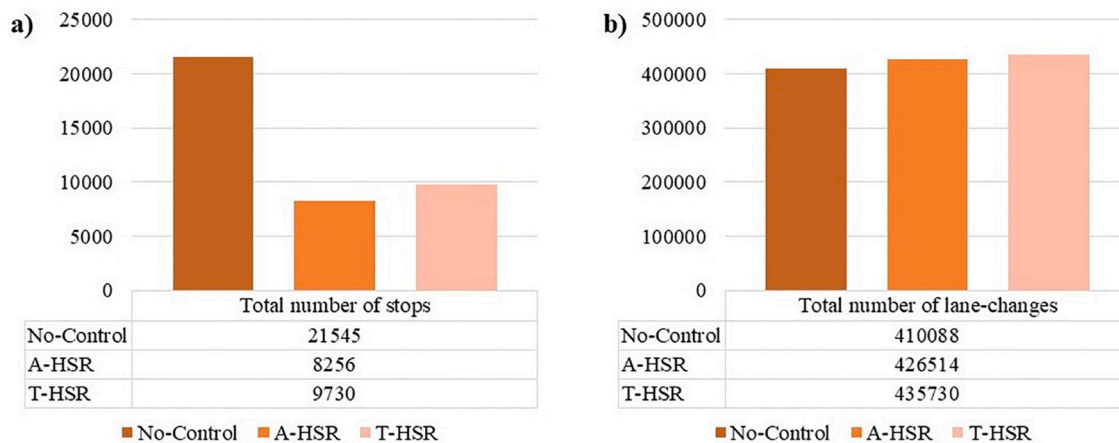 a)
25000
20000
15000
10000
5000
0
Total number of stops
No-Control 21545
A-HSR 8256
T-HSR 9730
No-Control A-HSR T-HSR
b)
500000
400000
300000
200000
100000
0
Total number of lane-changes
No-Control 410088
A-HSR 426514
T-HSR 435730
No-Control A-HSR T-HSR